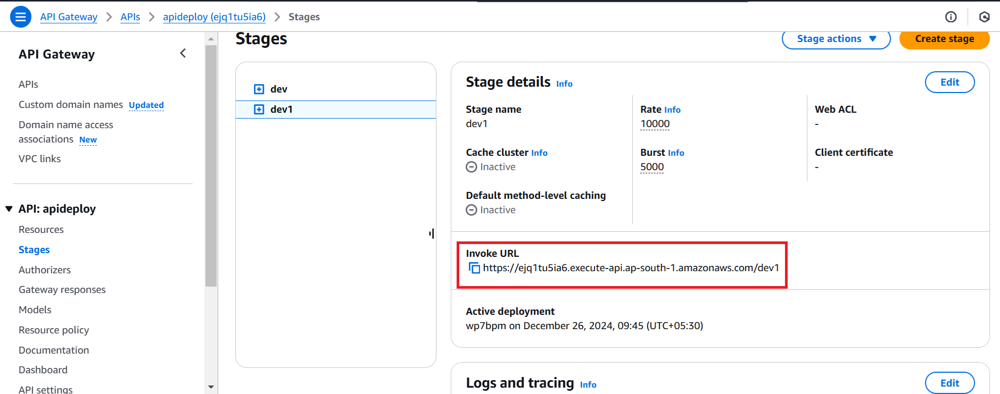 API Gateway > APIs > apideploy (ejq1tu5ia6) > Stages
API Gateway
APIs
Custom domain names Updated
Domain name access
associations New
VPC links
API: apideploy
Resources
Stages
Authorizers
Gateway responses
Models
Resource policy
Documentation
Dashboard
API settings
Stages
Stage actions
Create stage
dev
dev1
Stage details Info
Edit
Stage name
dev1
Cache cluster Info
Inactive
Default method-level caching
Inactive
Rate Info
10000
Burst Info
5000
Web ACL
-
Client certificate
-
Invoke URL
https://ejq1tu5ia6.execute-api.ap-south-1.amazonaws.com/dev1
Active deployment
wp7bpm on December 26, 2024, 09:45 (UTC+05:30)
Logs and tracing Info
Edit